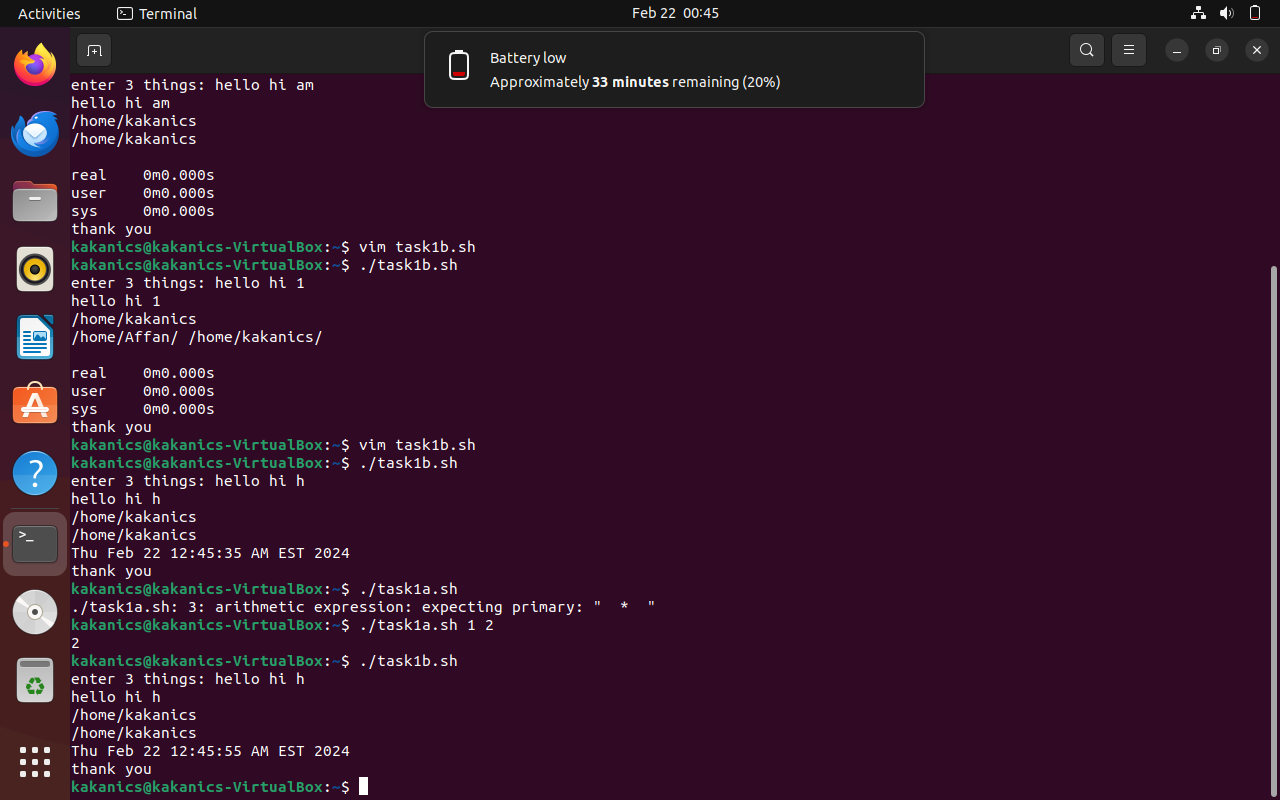 Activities
Terminal
Feb 22 00:45
Battery low
Approximately 33 minutes remaining (20%)
enter 3 things: hello hi am
hello hi am
/home/kakanics
/home/kakanics
real 0m0.000s
user 0m0.000s
sys 0m0.000s
thank you
kakanics@kakanics-VirtualBox:~$ vim task1b.sh
kakanics@kakanics-VirtualBox:~$ ./task1b.sh
enter 3 things: hello hi 1
hello hi 1
/home/kakanics
/home/Affan/ /home/kakanics/
real 0m0.000s
user 0m0.000s
sys 0m0.000s
thank you
kakanics@kakanics-VirtualBox:~$ vim task1b.sh
kakanics@kakanics-VirtualBox:~$ ./task1b.sh
enter 3 things: hello hi h
hello hi h
/home/kakanics
/home/kakanics
Thu Feb 22 12:45:35 AM EST 2024
thank you
kakanics@kakanics-VirtualBox:~$ ./task1a.sh
./task1a.sh: 3: arithmetic expression: expecting primary: "  *  "
kakanics@kakanics-VirtualBox:~$ ./task1a.sh 1 2
2
kakanics@kakanics-VirtualBox:~$ ./task1b.sh
enter 3 things: hello hi h
hello hi h
/home/kakanics
/home/kakanics
Thu Feb 22 12:45:55 AM EST 2024
thank you
kakanics@kakanics-VirtualBox:~$